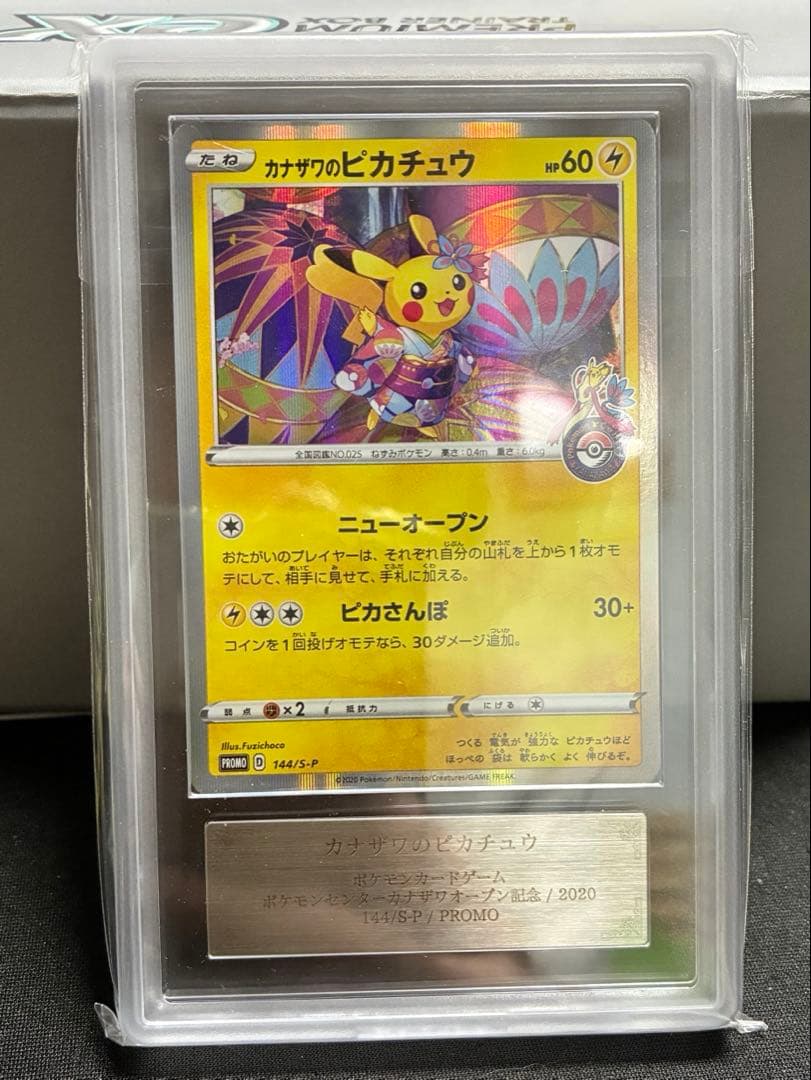 PREMIUM
TRAINER BOX
たね
カナザワのピカチュウ
HP60
全国図鑑NO.025 ねずみポケモン 高さ:0.4m 重さ:6.0kg
ニューオープン
おたがいのプレイヤーは、それぞれ自分の山札を上から1枚オモ
テにして、相手に見せて、手札に加える。
ピカさんぽ 30+
コインを1回投げオモテなら、30ダメージ追加。
弱点 ×2 抵抗力 にげる
Illus.Fuzichoco
つくる 電気が 強力な ピカチュウほど
ほっぺの 袋は 軟らかく よく 伸びるぞ。
PROMO D 144/S-P
©2020 Pokémon/Nintendo/Creatures/GAME FREAK
カナザワのピカチュウ
ポケモンカードゲーム
ポケモンセンターカナザワオープン記念 / 2020
144/S-P / PROMO